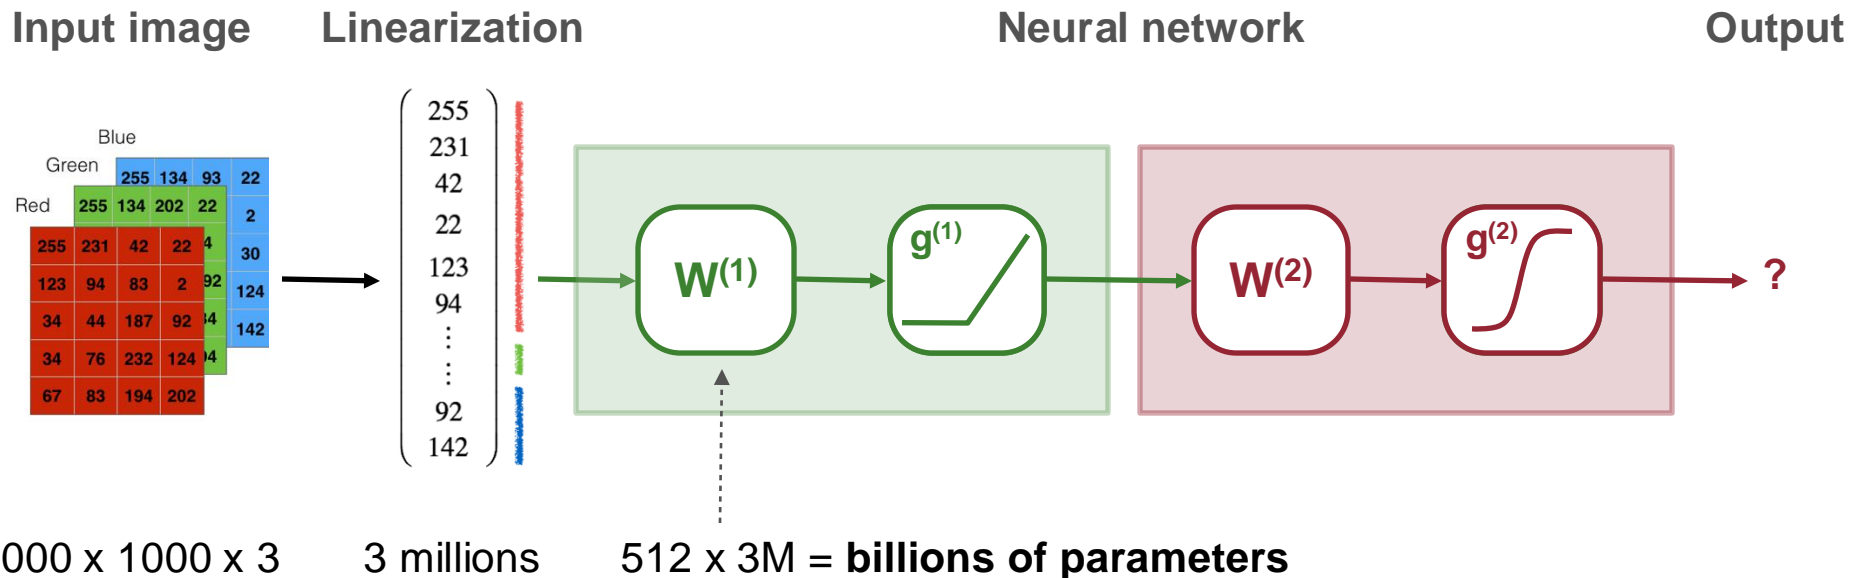 Input image
Linearization
Neural network
Output
Blue
Green
Red
255 134 93 22
2
30
124
142
255 134 202 22
4
92
34
04
255 231 42 22
123 94 83 2
34 44 187 92
34 76 232 124
67 83 194 202
255
231
42
22
123
94
⋮
⋮
92
142
W(1)
g(1)
W(2)
g(2)
?
000 x 1000 x 3
3 millions
512 x 3M = billions of parameters